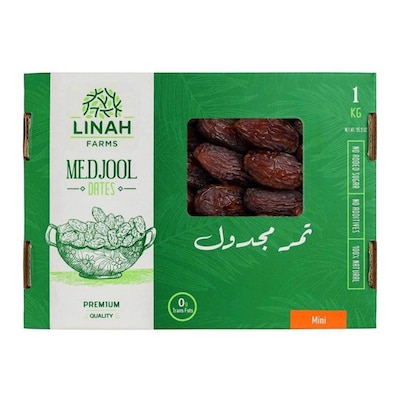 LINAH
FARMS
MEDJOOL
DATES
PREMIUM
QUALITY
تمر مجدول
0g
Trans Fats
Mini
1
KG
NO ADDED SUGAR
NO ADDITIVES
100% NATURAL